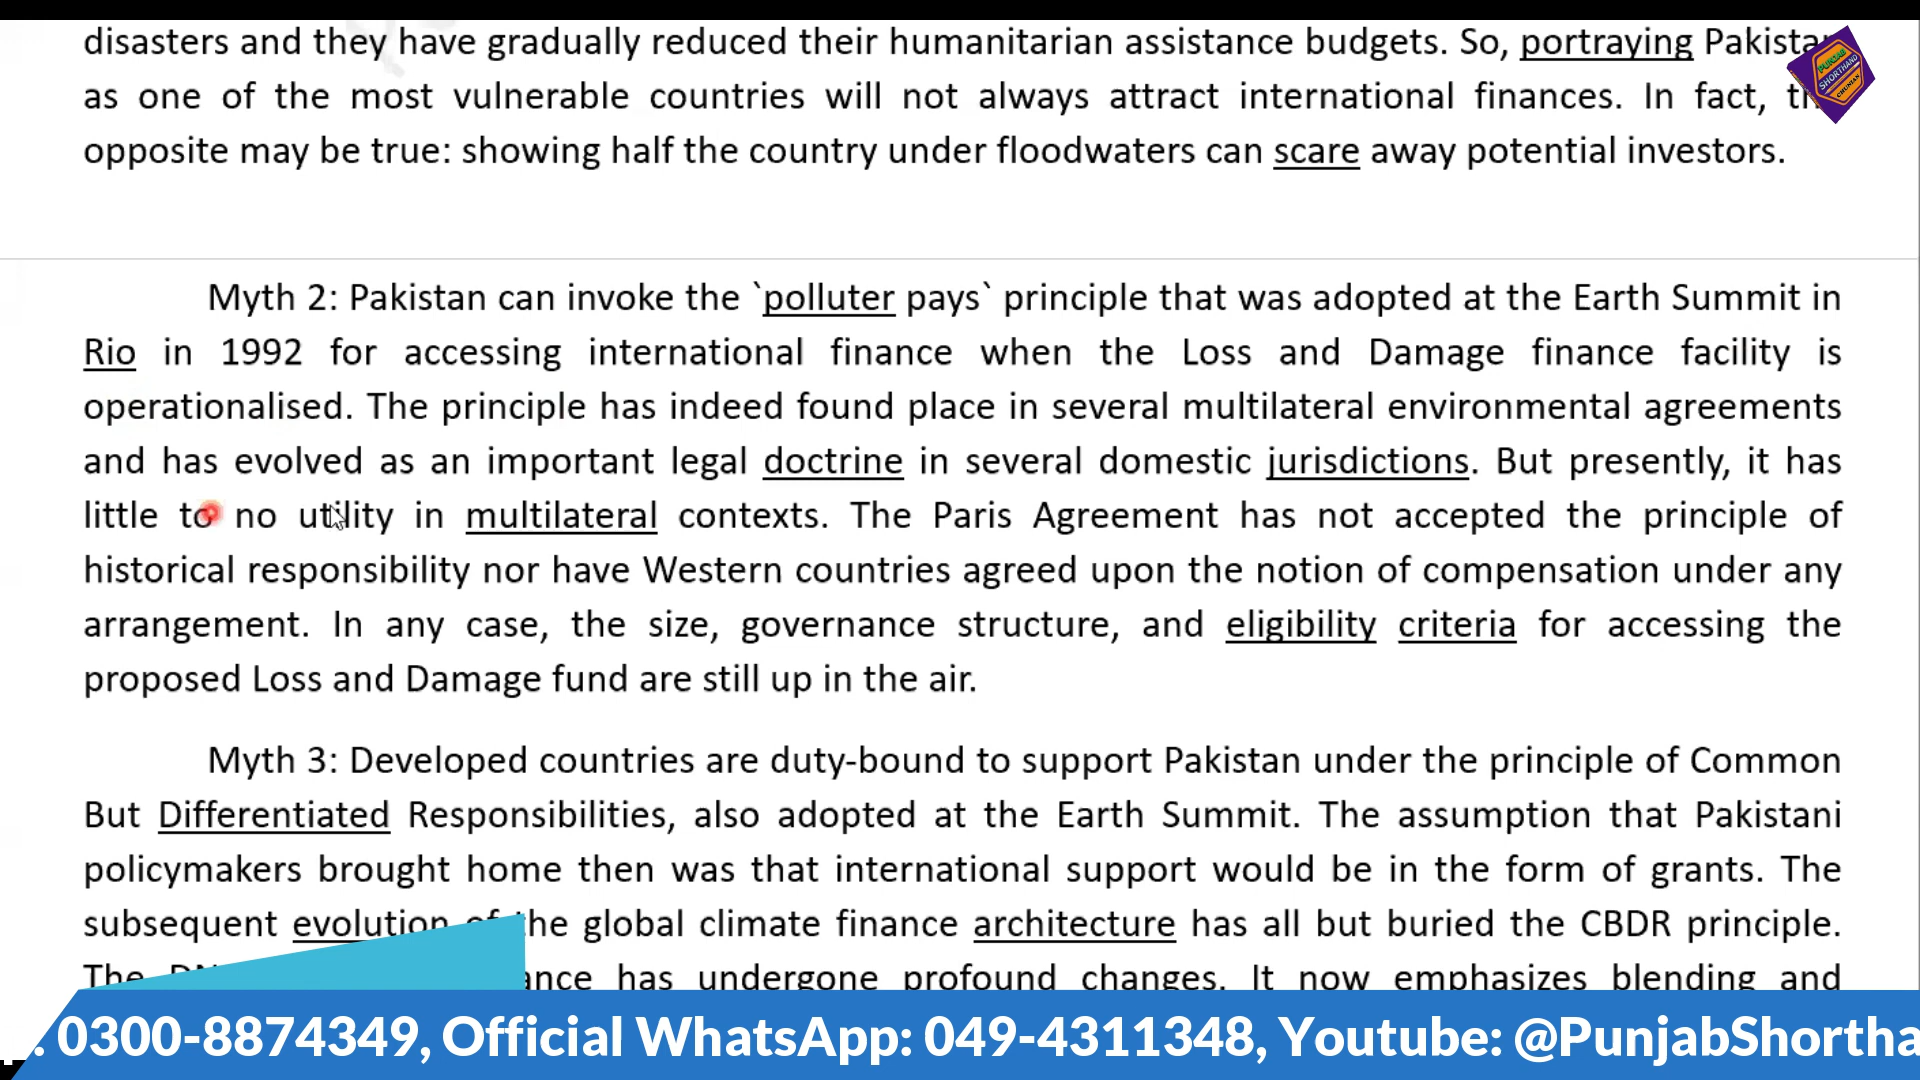 disasters and they have gradually reduced their humanitarian assistance budgets. So, portraying
as one of the most vulnerable countries will not always attract international finances. In fact,
opposite may be true: showing half the country under floodwaters can scare away potential investors.
PUNJAB
SHORTHAND
CHUNIAN
Myth 2: Pakistan can invoke the `polluter pays` principle that was adopted at the Earth Summit in
Rio in 1992 for accessing international finance when the Loss and Damage finance facility is
operationalised. The principle has indeed found place in several multilateral environmental agreements
and has evolved as an important legal doctrine in several domestic jurisdictions. But presently, it has
little to no utility in multilateral contexts. The Paris Agreement has not accepted the principle of
historical responsibility nor have Western countries agreed upon the notion of compensation under any
arrangement. In any case, the size, governance structure, and eligibility criteria for accessing the
proposed Loss and Damage fund are still up in the air.
Myth 3: Developed countries are duty-bound to support Pakistan under the principle of Common
But Differentiated Responsibilities, also adopted at the Earth Summit. The assumption that Pakistani
policymakers brought home then was that international support would be in the form of grants. The
subsequent evolution of the global climate finance architecture has all but buried the CBDR principle.
The has undergone profound changes. It now emphasizes blending and
0300-8874349, Official WhatsApp: 049-4311348, Youtube: @PunjabShortha